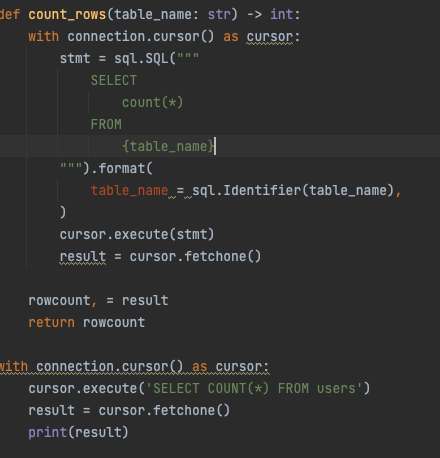 def count_rows(table_name: str) -> int:
    with connection.cursor() as cursor:
        stmt = sql.SQL("""
            SELECT
                count(*)
            FROM
                {table_name}
        """).format(
            table_name = sql.Identifier(table_name),
        )
        cursor.execute(stmt)
        result = cursor.fetchone()

    rowcount, = result
    return rowcount

with connection.cursor() as cursor:
    cursor.execute('SELECT COUNT(*) FROM users')
    result = cursor.fetchone()
    print(result)